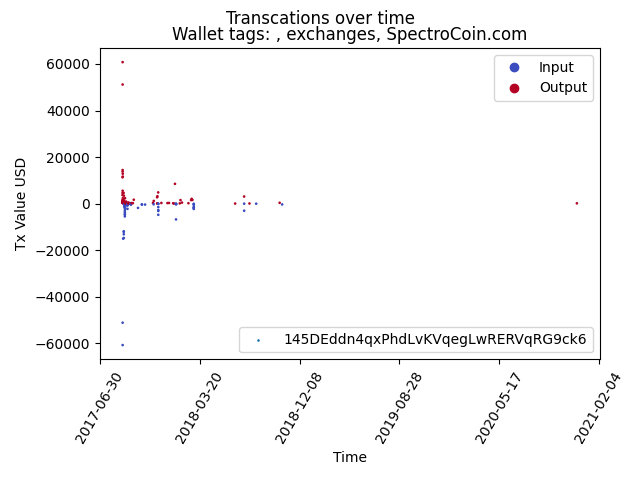 Transcations over time
Wallet tags: , exchanges, SpectroCoin.com
Input
Output
60000
40000
20000
0
−20000
−40000
−60000
Tx Value USD
145DEddn4qxPhdLvKVqegLwRERVqRG9ck6
2017-06-30
2018-03-20
2018-12-08
2019-08-28
2020-05-17
2021-02-04
Time